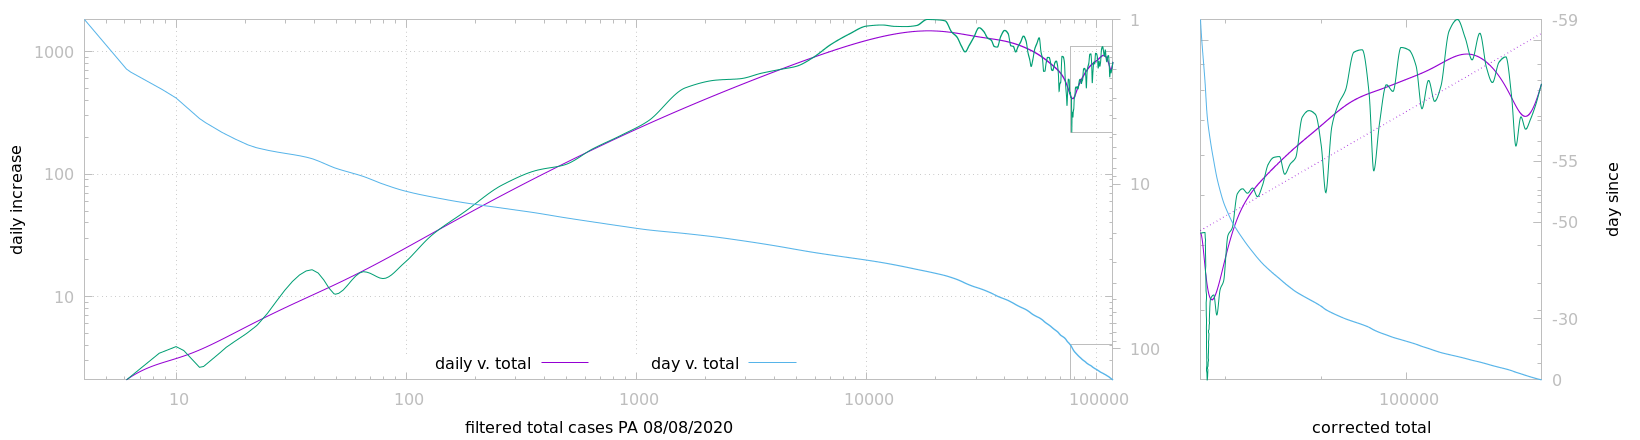 daily increase
1000
100
10
daily v. total
day v. total
1
10
100
10
100
1000
10000
100000
filtered total cases PA 08/08/2020
-59
-55
-50
-30
0
day since
100000
corrected total